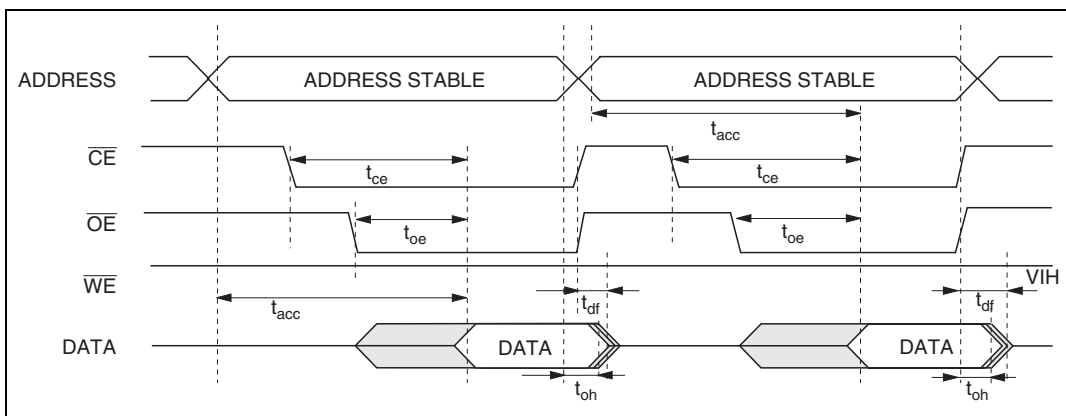 ADDRESS ADDRESS STABLE ADDRESS STABLE
tacc
CE
tce tce
OE
toe toe
WE VIH
tacc tdf tdf
DATA DATA DATA
toh toh